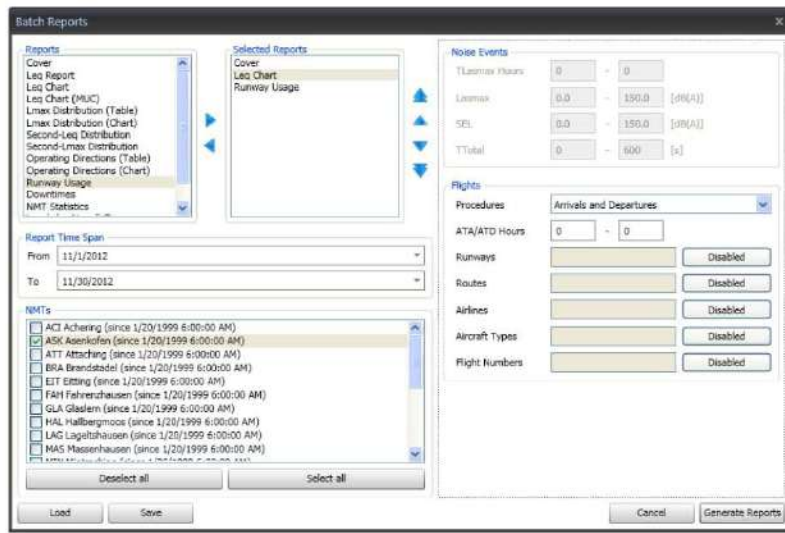 Batch Reports
Reports
Cover
Leq Report
Leq Chart
Leq Chart (MUC)
Lmax Distribution (Table)
Lmax Distribution (Chart)
Second-Leq Distribution
Second-Lmax Distribution
Operating Directions (Table)
Operating Directions (Chart)
Runway Usage
Downtimes
NMT Statistics
Selected Reports
Cover
Leq Chart
Runway Usage
Report Time Span
From 11/1/2012
To 11/30/2012
NMTs
ACI Achering (since 1/20/1999 6:00:00 AM)
ASK Asenkofen (since 1/20/1999 6:00:00 AM)
ATT Attaching (since 1/20/1999 6:00:00 AM)
BRA Brandstadel (since 1/20/1999 6:00:00 AM)
EIT Eitting (since 1/20/1999 6:00:00 AM)
FAH Fahrenzhausen (since 1/20/1999 6:00:00 AM)
GLA Glaslern (since 1/20/1999 6:00:00 AM)
HAL Hallbergmoos (since 1/20/1999 6:00:00 AM)
LAG Lageltshausen (since 1/20/1999 6:00:00 AM)
MAS Massenhausen (since 1/20/1999 6:00:00 AM)
Deselect all Select all
Load Save
Noise Events
TLasmax Hours 0 - 0
Lasmax 0.0 - 150.0 [dB(A)]
SEL 0.0 - 150.0 [dB(A)]
TTotal 0 - 600 [s]
Flights
Procedures Arrivals and Departures
ATA/ATD Hours 0 - 0
Runways Disabled
Routes Disabled
Airlines Disabled
Aircraft Types Disabled
Flight Numbers Disabled
Cancel Generate Reports